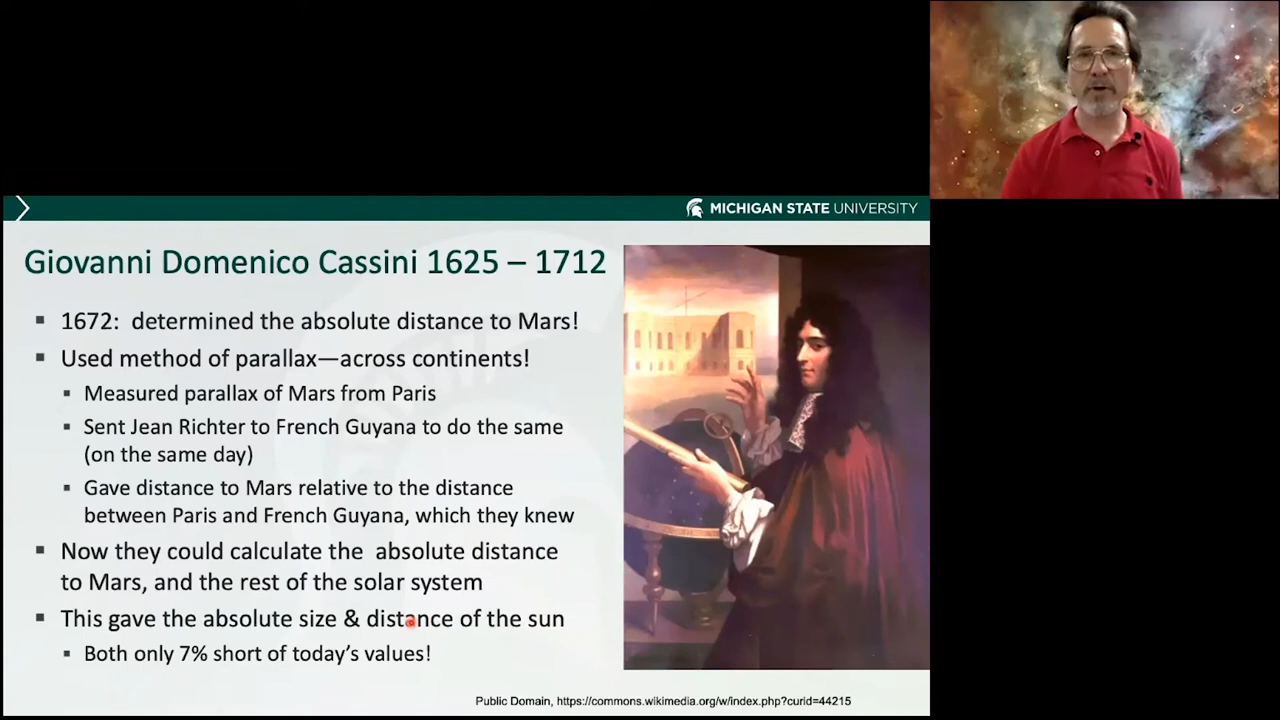 MICHIGAN STATE UNIVERSITY
Giovanni Domenico Cassini 1625 – 1712
▪ 1672: determined the absolute distance to Mars!
▪ Used method of parallax—across continents!
▪ Measured parallax of Mars from Paris
▪ Sent Jean Richter to French Guyana to do the same
(on the same day)
▪ Gave distance to Mars relative to the distance
between Paris and French Guyana, which they knew
▪ Now they could calculate the absolute distance
to Mars, and the rest of the solar system
▪ This gave the absolute size & distance of the sun
▪ Both only 7% short of today's values!
Public Domain, https://commons.wikimedia.org/w/index.php?curid=44215